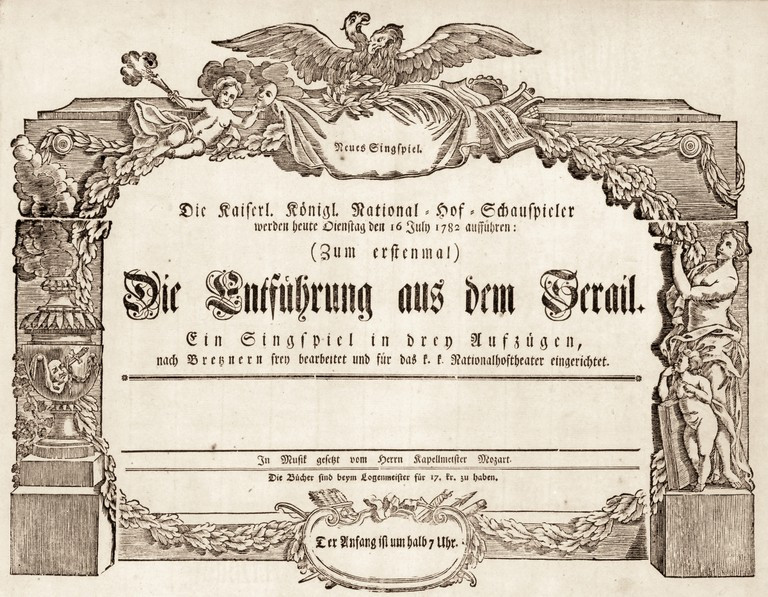 Neues Singspiel.
Die Kaiserl. Königl. National-Hof-Schauspieler
werden heute Dienstag den 16 July 1782 aufführen:
(Zum erstenmal)
Die Entführung aus dem Serail.
Ein Singspiel in drey Aufzügen,
nach Bretznern frey bearbeitet und für das k. k. Nationalhoftheater eingerichtet.
In Musik gesetzt vom Herrn Kapellmeister Mozart.
Die Bücher sind beym Logenmeister für 17. kr. zu haben.
Der Anfang ist um halb 7 Uhr.